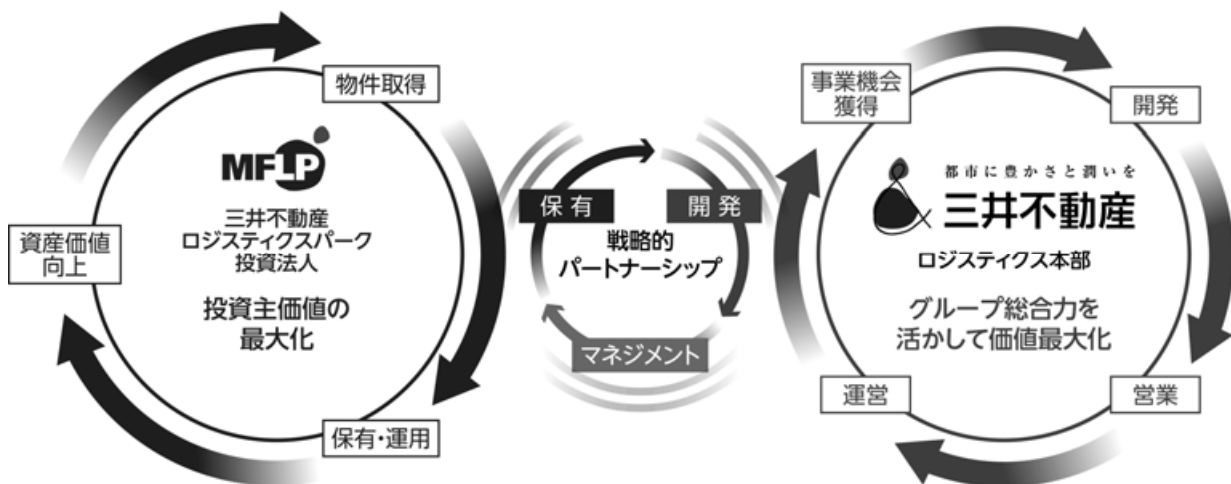 物件取得
MFLP
三井不動産
ロジスティクスパーク
投資法人
投資主価値の
最大化
資産価値
向上
保有・運用
保有
開発
戦略的
パートナーシップ
マネジメント
事業機会
獲得
開発
都市に豊かさと潤いを
三井不動産
ロジスティクス本部
グループ総合力を
活かして価値最大化
運営
営業